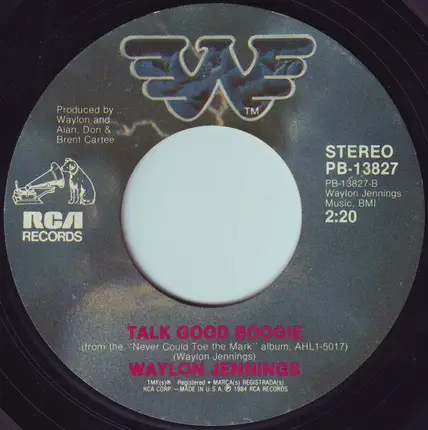 W
TM
Produced by
Waylon and
Alan, Don &
Brent Cartee
STEREO
PB-13827
PB-13827-B
Waylon Jennings
Music, BMI
2:20
RCA
RECORDS
TALK GOOD BOOGIE
(from the "Never Could Toe the Mark" album, AHL1-5017)
(Waylon Jennings)
WAYLON JENNINGS
TMK(s)® Registered • MARCA(s) REGISTRADA(S)
RCA CORP.—MADE IN U.S.A. ℗ 1984 RCA RECORDS